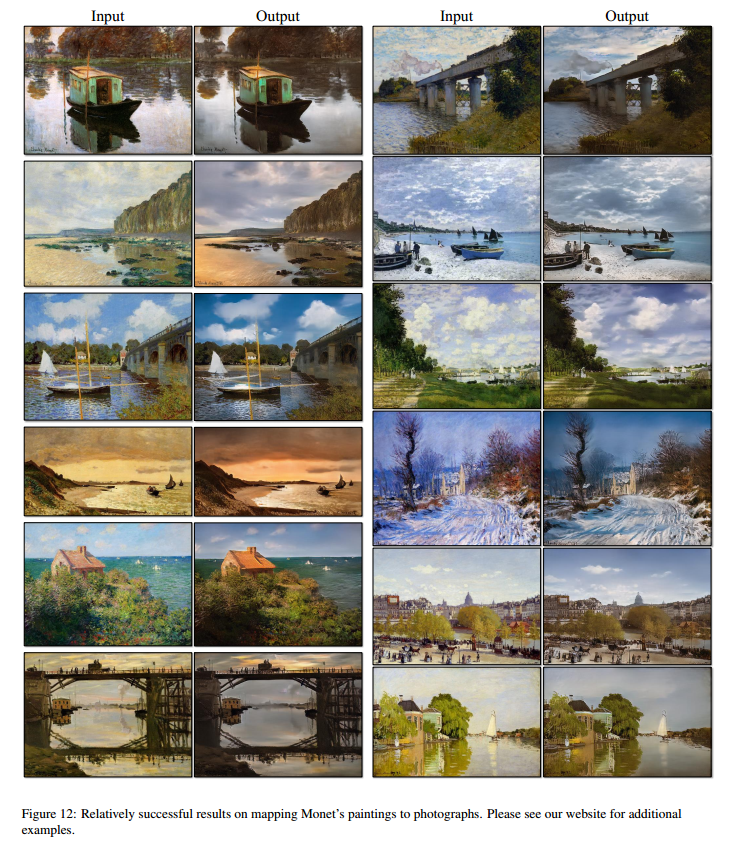 Input Output Input Output
Figure 12: Relatively successful results on mapping Monet's paintings to photographs. Please see our website for additional
examples.